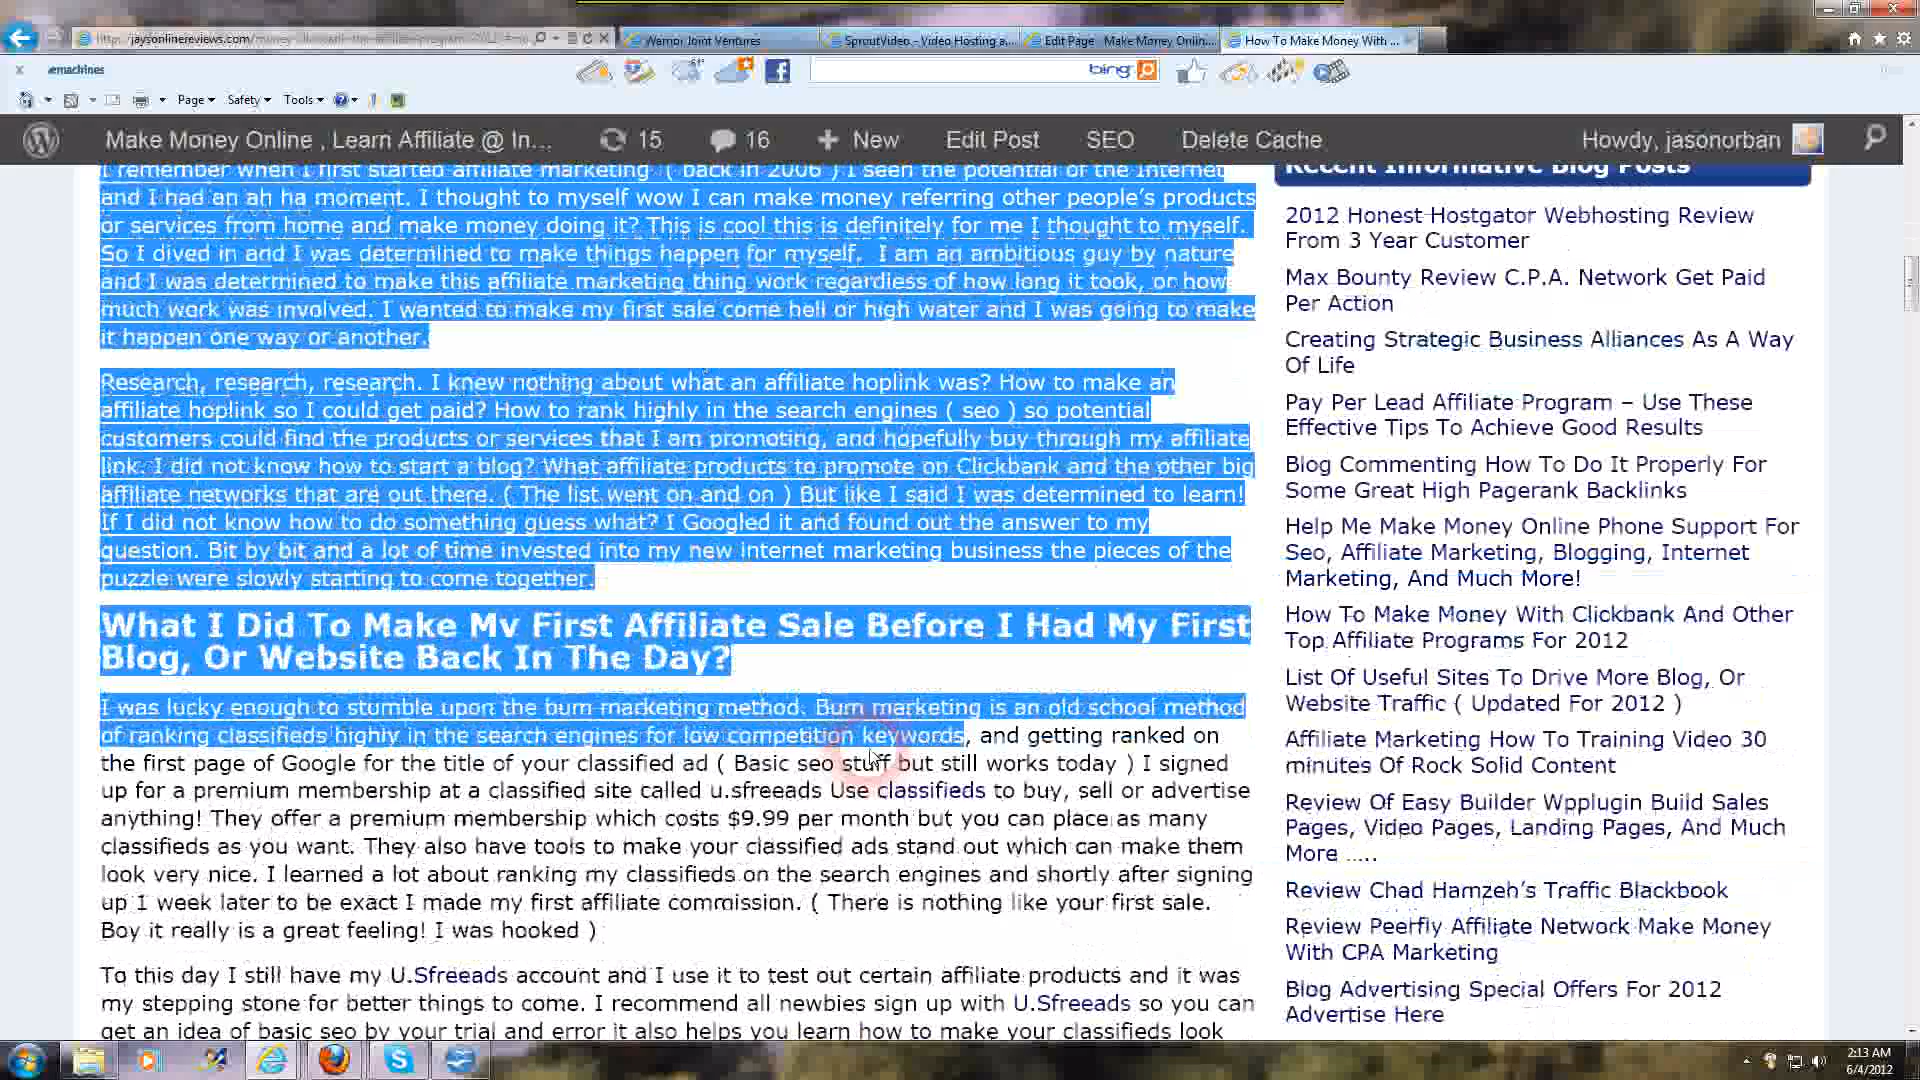 jaysonlinereviews.com
Warrior Joint Ventures
SproutVideo - Video Hosting a...
Edit Page - Make Money Onlin...
How To Make Money With ...
x
emachines
bing
Page
Safety
Tools
Make Money Online , Learn Affiliate @ In...
15
16
New
Edit Post
SEO
Delete Cache
Howdy, jasonorban
I remember when I first started affiliate marketing ( back in 2006 ) I seen the potential of the Internet
and I had an ah ha moment. I thought to myself wow I can make money referring other people's products
or services from home and make money doing it? This is cool this is definitely for me I thought to myself.
So I dived in and I was determined to make things happen for myself. I am an ambitious guy by nature
and I was determined to make this affiliate marketing thing work regardless of how long it took, or how
much work was involved. I wanted to make my first sale come hell or high water and I was going to make
it happen one way or another.
Research, research, research. I knew nothing about what an affiliate hoplink was? How to make an
affiliate hoplink so I could get paid? How to rank highly in the search engines ( seo ) so potential
customers could find the products or services that I am promoting, and hopefully buy through my affiliate
link. I did not know how to start a blog? What affiliate products to promote on Clickbank and the other big
affiliate networks that are out there. ( The list went on and on ) But like I said I was determined to learn!
If I did not know how to do something guess what? I Googled it and found out the answer to my
question. Bit by bit and a lot of time invested into my new internet marketing business the pieces of the
puzzle were slowly starting to come together.
What I Did To Make My First Affiliate Sale Before I Had My First
Blog, Or Website Back In The Day?
I was lucky enough to stumble upon the bum marketing method. Bum marketing is an old school method
of ranking classifieds highly in the search engines for low competition keywords, and getting ranked on
the first page of Google for the title of your classified ad ( Basic seo stuff but still works today ) I signed
up for a premium membership at a classified site called u.sfreeads Use classifieds to buy, sell or advertise
anything! They offer a premium membership which costs $9.99 per month but you can place as many
classifieds as you want. They also have tools to make your classified ads stand out which can make them
look very nice. I learned a lot about ranking my classifieds on the search engines and shortly after signing
up 1 week later to be exact I made my first affiliate commission. ( There is nothing like your first sale.
Boy it really is a great feeling! I was hooked )
To this day I still have my U.Sfreeads account and I use it to test out certain affiliate products and it was
my stepping stone for better things to come. I recommend all newbies sign up with U.Sfreeads so you can
get an idea of basic seo by your trial and error it also helps you learn how to make your classifieds look
Recent Informative Blog Posts
2012 Honest Hostgator Webhosting Review
From 3 Year Customer
Max Bounty Review C.P.A. Network Get Paid
Per Action
Creating Strategic Business Alliances As A Way
Of Life
Pay Per Lead Affiliate Program – Use These
Effective Tips To Achieve Good Results
Blog Commenting How To Do It Properly For
Some Great High Pagerank Backlinks
Help Me Make Money Online Phone Support For
Seo, Affiliate Marketing, Blogging, Internet
Marketing, And Much More!
How To Make Money With Clickbank And Other
Top Affiliate Programs For 2012
List Of Useful Sites To Drive More Blog, Or
Website Traffic ( Updated For 2012 )
Affiliate Marketing How To Training Video 30
minutes Of Rock Solid Content
Review Of Easy Builder Wpplugin Build Sales
Pages, Video Pages, Landing Pages, And Much
More …..
Review Chad Hamzeh's Traffic Blackbook
Review Peerfly Affiliate Network Make Money
With CPA Marketing
Blog Advertising Special Offers For 2012
Advertise Here
2:13 AM
6/4/2012